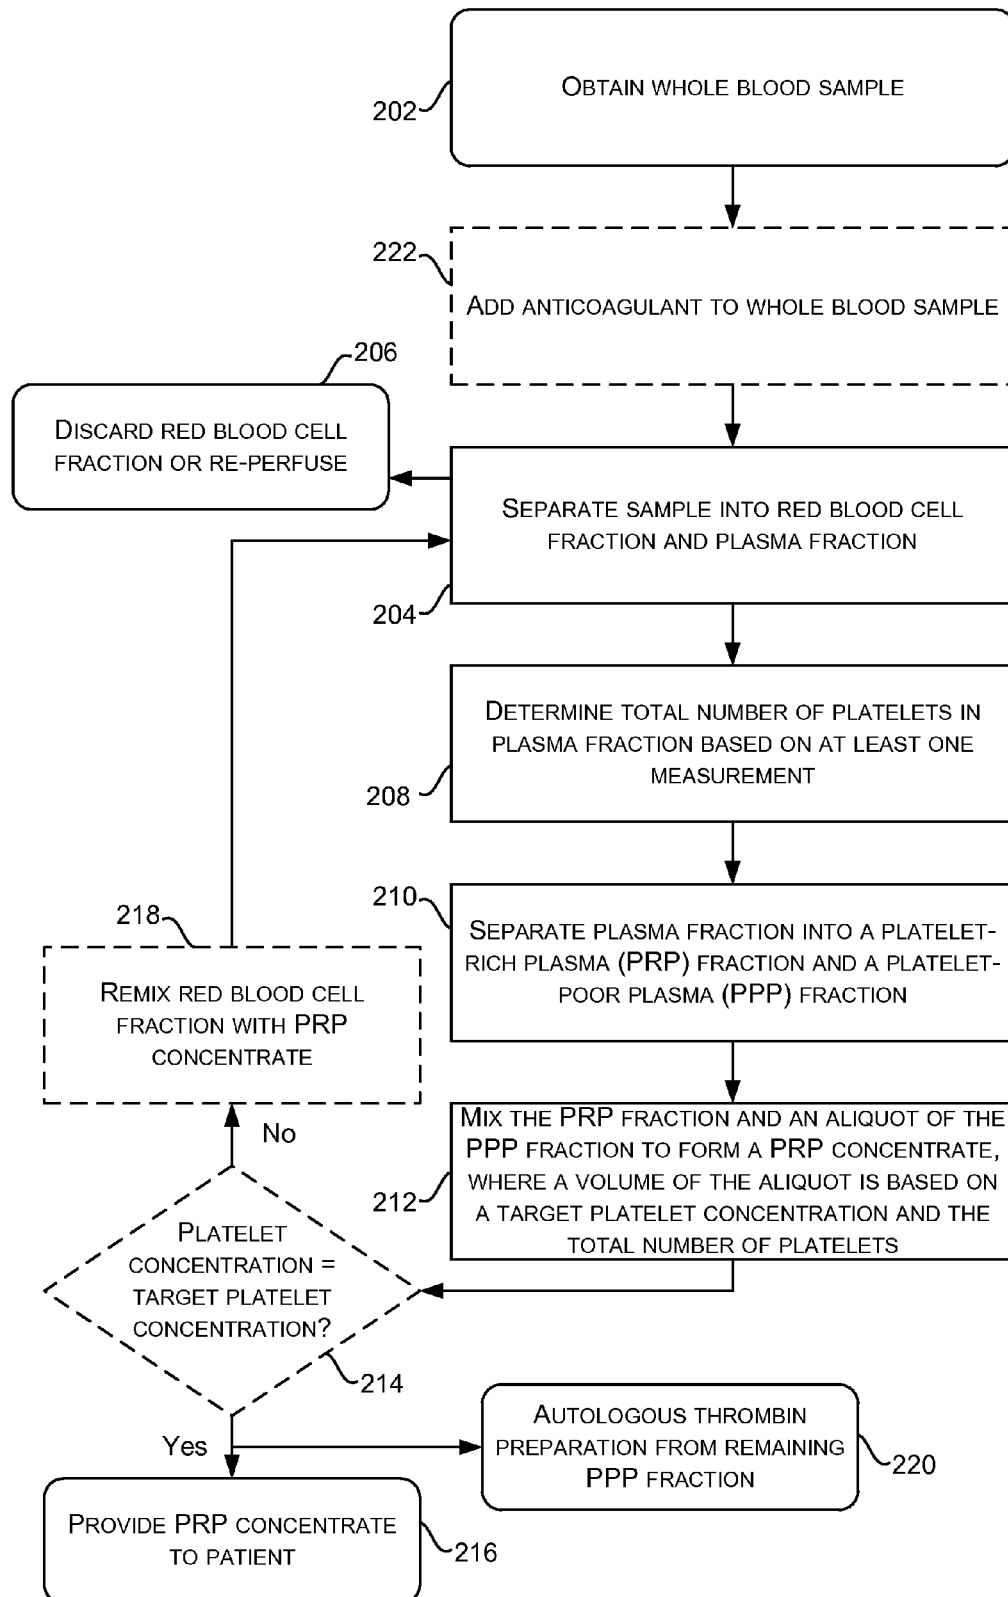 OBTAIN WHOLE BLOOD SAMPLE
202
222
ADD ANTICOAGULANT TO WHOLE BLOOD SAMPLE
206
DISCARD RED BLOOD CELL
FRACTION OR RE-PERFUSE
SEPARATE SAMPLE INTO RED BLOOD CELL
FRACTION AND PLASMA FRACTION
204
DETERMINE TOTAL NUMBER OF PLATELETS IN
PLASMA FRACTION BASED ON AT LEAST ONE
MEASUREMENT
208
210
SEPARATE PLASMA FRACTION INTO A PLATELET-
RICH PLASMA (PRP) FRACTION AND A PLATELET-
POOR PLASMA (PPP) FRACTION
218
REMIX RED BLOOD CELL
FRACTION WITH PRP
CONCENTRATE
MIX THE PRP FRACTION AND AN ALIQUOT OF THE
PPP FRACTION TO FORM A PRP CONCENTRATE,
WHERE A VOLUME OF THE ALIQUOT IS BASED ON
A TARGET PLATELET CONCENTRATION AND THE
TOTAL NUMBER OF PLATELETS
212
No
PLATELET
CONCENTRATION =
TARGET PLATELET
CONCENTRATION?
214
Yes
AUTOLOGOUS THROMBIN
PREPARATION FROM REMAINING
PPP FRACTION
220
PROVIDE PRP CONCENTRATE
TO PATIENT
216